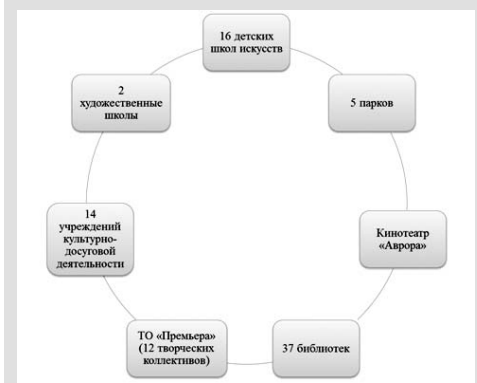 16 детских
школ искусств
5 парков
Кинотеатр
«Аврора»
37 библиотек
ТО «Премьера»
(12 творческих
коллективов)
14
учреждений
культурно-
досуговой
деятельности
2
художественные
школы